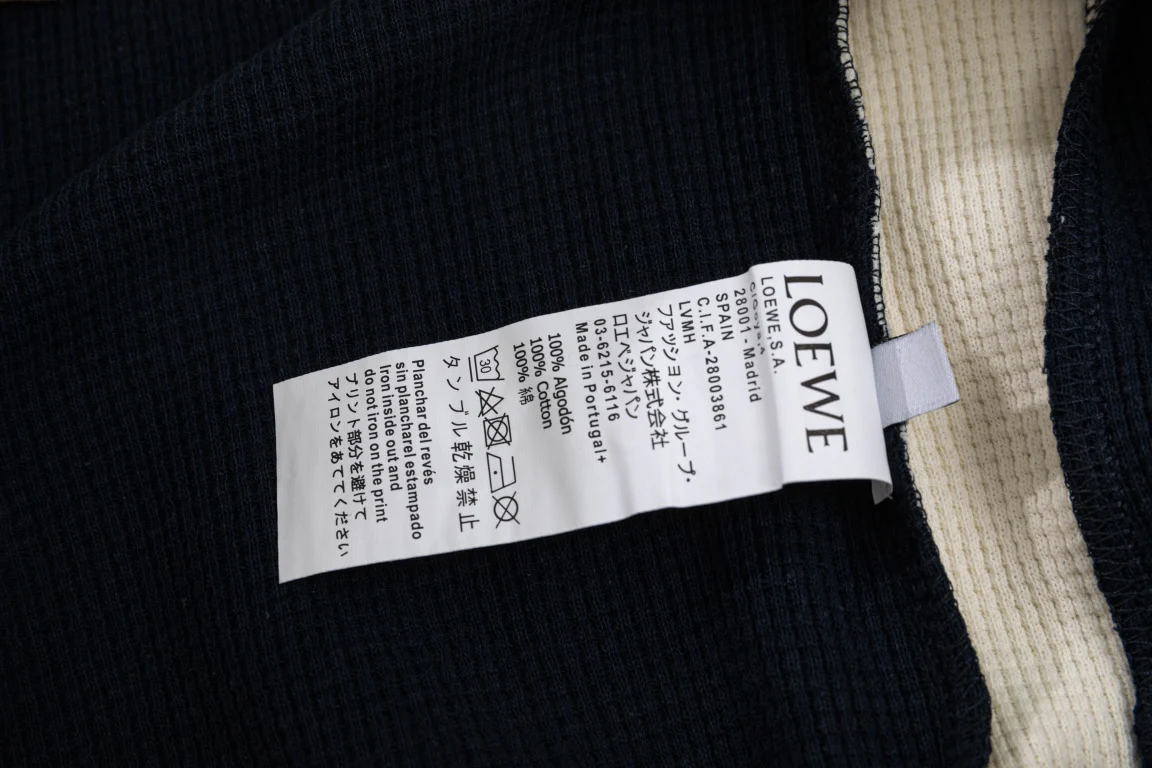 LOEWE
LOEWE, S.A.
28001 - Madrid
SPAIN
C.I.F.A-28003861
LVMH
ファッション・グループ・
ジャパン株式会社
ロエベジャパン
03-6215-6116
Made in Portugal+
100% Algodón
100% Cotton
100% 綿
30
タンブル乾燥禁止
Planchar del revés
sin plancharel estampado
Iron inside out and
do not iron on the print
プリント部分を避けて
アイロンをあててください